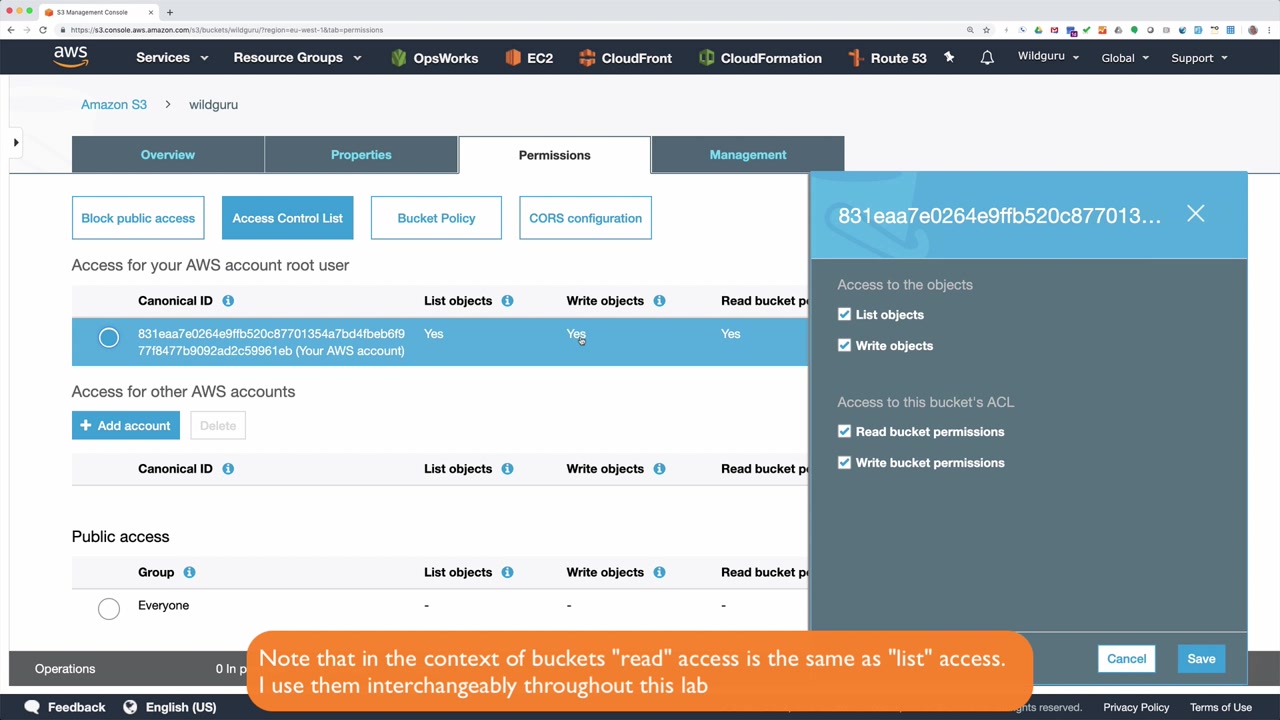 S3 Management Console
https://s3.console.aws.amazon.com/s3/buckets/wildguru/?region=eu-west-1&tab=permissions
aws Services Resource Groups OpsWorks EC2 CloudFront CloudFormation Route 53 Wildguru Global Support
Amazon S3 > wildguru
Overview Properties Permissions Management
Block public access Access Control List Bucket Policy CORS configuration
831eaa7e0264e9ffb520c877013...
Access for your AWS account root user
Canonical ID List objects Write objects Read bucket pe
831eaa7e0264e9ffb520c87701354a7bd4fbeb6f9 Yes Yes Yes
77f8477b9092ad2c59961eb (Your AWS account)
Access for other AWS accounts
+ Add account Delete
Canonical ID List objects Write objects Read bucket pe
Public access
Group List objects Write objects Read bucket pe
Everyone - - -
Access to the objects
List objects
Write objects
Access to this bucket's ACL
Read bucket permissions
Write bucket permissions
Cancel Save
Operations 0 In p
Note that in the context of buckets "read" access is the same as "list" access.
I use them interchangeably throughout this lab
Feedback English (US) ghts reserved. Privacy Policy Terms of Use